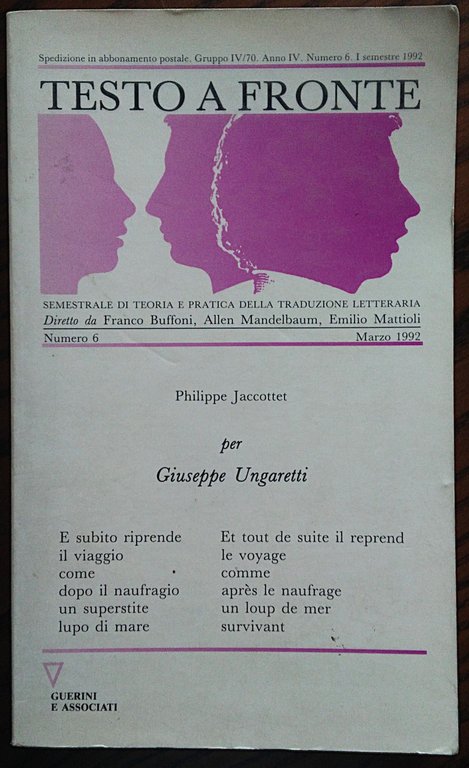 Spedizione in abbonamento postale. Gruppo IV/70. Anno IV. Numero 6. I semestre 1992
TESTO A FRONTE
SEMESTRALE DI TEORIA E PRATICA DELLA TRADUZIONE LETTERARIA
Diretto da Franco Buffoni, Allen Mandelbaum, Emilio Mattioli
Numero 6 Marzo 1992
Philippe Jaccottet
per
Giuseppe Ungaretti
E subito riprende
il viaggio
come
dopo il naufragio
un superstite
lupo di mare
Et tout de suite il reprend
le voyage
comme
après le naufrage
un loup de mer
survivant
GUERINI
E ASSOCIATI